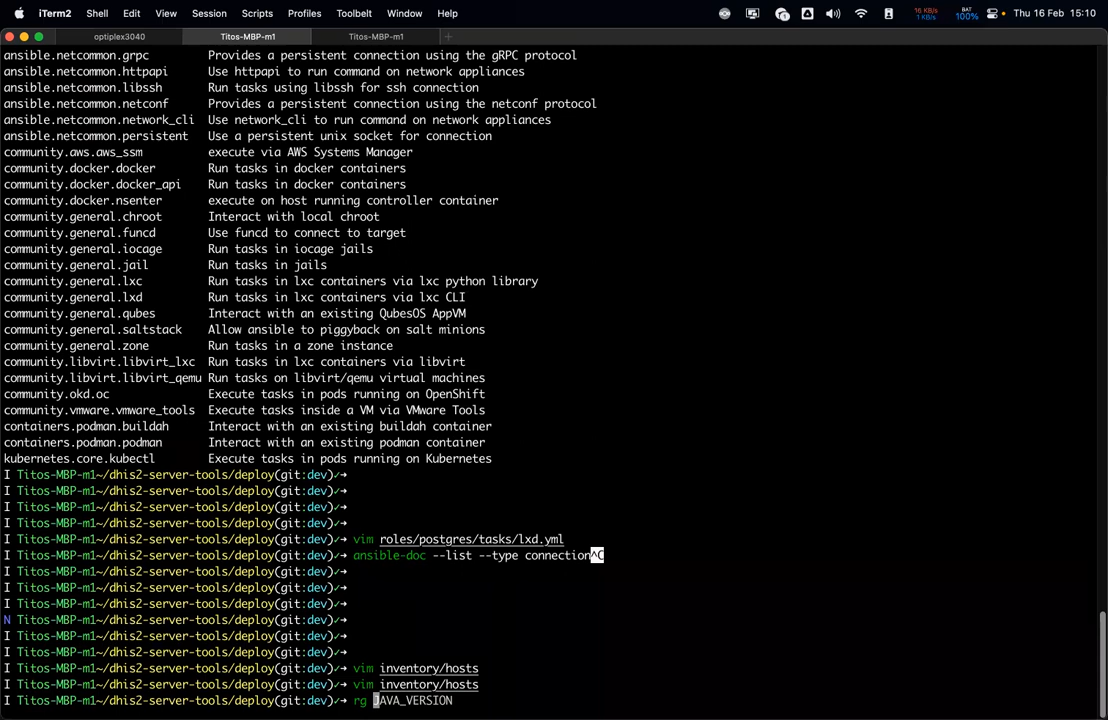 iTerm2 Shell Edit View Session Scripts Profiles Toolbelt Window Help 16 KB/s 1 KB/s BAT 100% Thu 16 Feb 15:10
optiplex3040 Titos-MBP-m1 Titos-MBP-m1 +
ansible.netcommon.grpc Provides a persistent connection using the gRPC protocol
ansible.netcommon.httpapi Use httpapi to run command on network appliances
ansible.netcommon.libssh Run tasks using libssh for ssh connection
ansible.netcommon.netconf Provides a persistent connection using the netconf protocol
ansible.netcommon.network_cli Use network_cli to run command on network appliances
ansible.netcommon.persistent Use a persistent unix socket for connection
community.aws.aws_ssm execute via AWS Systems Manager
community.docker.docker Run tasks in docker containers
community.docker.docker_api Run tasks in docker containers
community.docker.nsenter execute on host running controller container
community.general.chroot Interact with local chroot
community.general.funcd Use funcd to connect to target
community.general.iocage Run tasks in iocage jails
community.general.jail Run tasks in jails
community.general.lxc Run tasks in lxc containers via lxc python library
community.general.lxd Run tasks in lxc containers via lxc CLI
community.general.qubes Interact with an existing QubesOS AppVM
community.general.saltstack Allow ansible to piggyback on salt minions
community.general.zone Run tasks in a zone instance
community.libvirt.libvirt_lxc Run tasks in lxc containers via libvirt
community.libvirt.libvirt_qemu Run tasks on libvirt/qemu virtual machines
community.okd.oc Execute tasks in pods running on OpenShift
community.vmware.vmware_tools Execute tasks inside a VM via VMware Tools
containers.podman.buildah Interact with an existing buildah container
containers.podman.podman Interact with an existing podman container
kubernetes.core.kubectl Execute tasks in pods running on Kubernetes
I Titos-MBP-m1~/dhis2-server-tools/deploy(git:dev)✓➜
I Titos-MBP-m1~/dhis2-server-tools/deploy(git:dev)✓➜
I Titos-MBP-m1~/dhis2-server-tools/deploy(git:dev)✓➜
I Titos-MBP-m1~/dhis2-server-tools/deploy(git:dev)✓➜
I Titos-MBP-m1~/dhis2-server-tools/deploy(git:dev)✓➜ vim roles/postgres/tasks/lxd.yml
I Titos-MBP-m1~/dhis2-server-tools/deploy(git:dev)✓➜ ansible-doc --list --type connection^C
I Titos-MBP-m1~/dhis2-server-tools/deploy(git:dev)✓➜
I Titos-MBP-m1~/dhis2-server-tools/deploy(git:dev)✓➜
I Titos-MBP-m1~/dhis2-server-tools/deploy(git:dev)✓➜
N Titos-MBP-m1~/dhis2-server-tools/deploy(git:dev)✓➜
I Titos-MBP-m1~/dhis2-server-tools/deploy(git:dev)✓➜
I Titos-MBP-m1~/dhis2-server-tools/deploy(git:dev)✓➜
I Titos-MBP-m1~/dhis2-server-tools/deploy(git:dev)✓➜ vim inventory/hosts
I Titos-MBP-m1~/dhis2-server-tools/deploy(git:dev)✓➜ vim inventory/hosts
I Titos-MBP-m1~/dhis2-server-tools/deploy(git:dev)✓➜ rg JAVA_VERSION